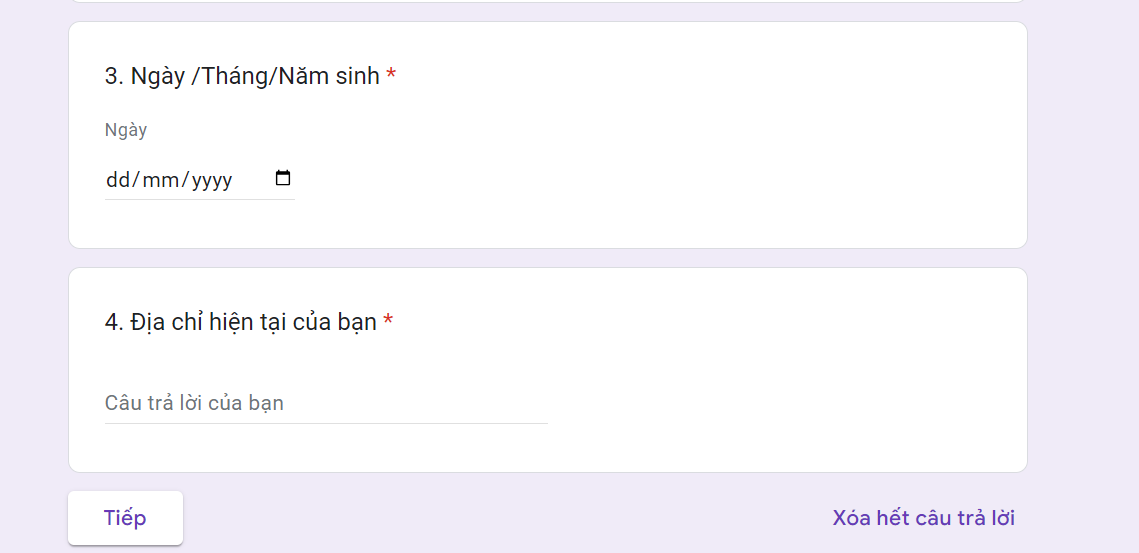 3. Ngày /Tháng/Năm sinh *
Ngày
dd/mm/yyyy
4. Địa chỉ hiện tại của bạn *
Câu trả lời của bạn
Tiếp
Xóa hết câu trả lời